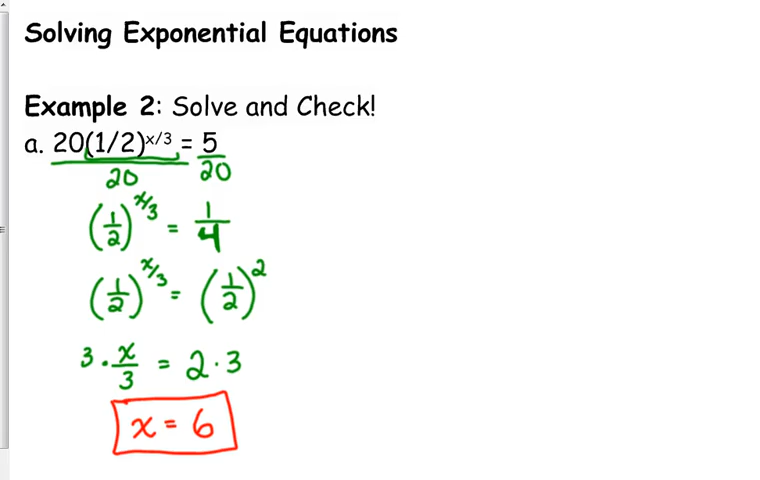 Solving Exponential Equations
Example 2: Solve and Check!
a. 20(1/2)^(x/3) = 5
20 20
(1/2)^(x/3) = 1/4
(1/2)^(x/3) = (1/2)^2
3 · x/3 = 2 · 3
x = 6